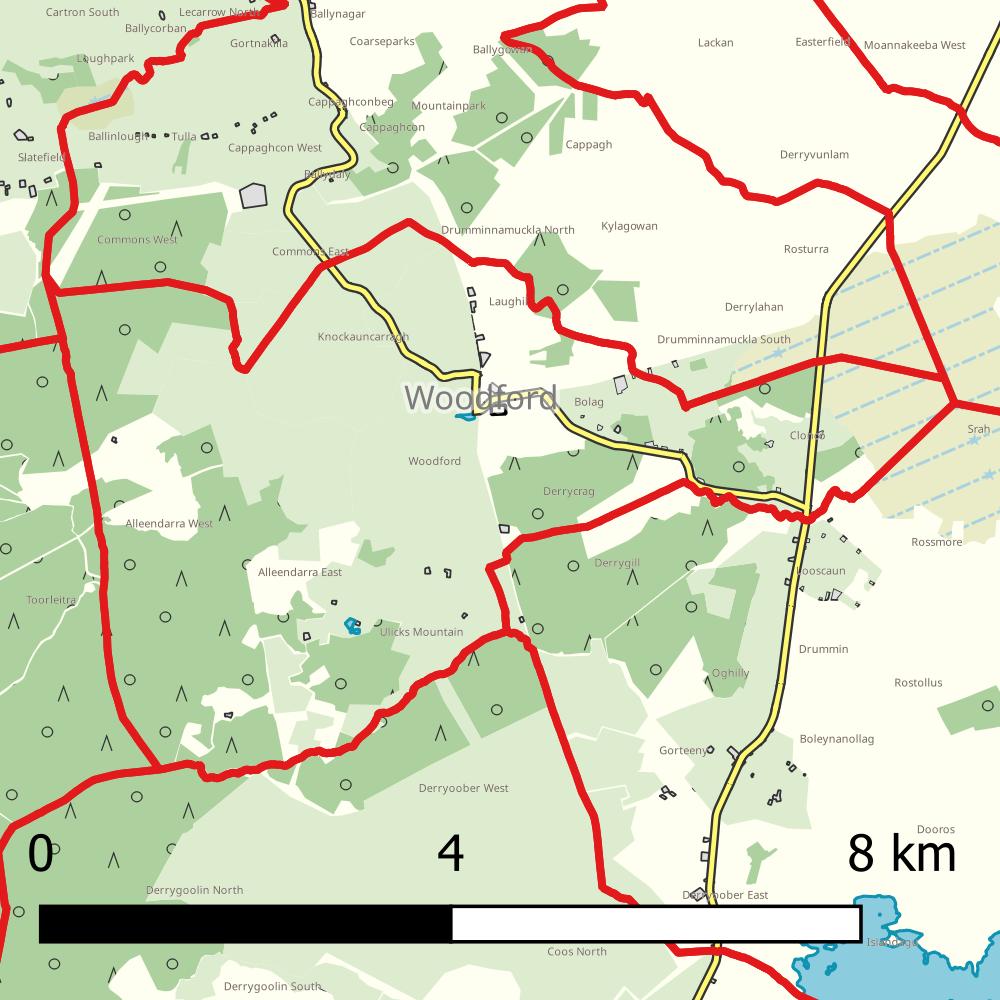 Cartron South
Lecarrow North
Ballynagar
Ballycorban
Gortnakilla
Coarseparks
Ballygowan
Lackan
Easterfield
Moannakeeba West
Loughpark
Cappaghconbeg
Mountainpark
Cappaghcon
Ballinlough
Tulla
Cappaghcon West
Cappagh
Slatefield
Derryvunlam
Ballydaly
Commons West
Commons East
Drumminnamuckla North
Kylagowan
Rosturra
Laughil
Derrylahan
Knockauncarragh
Drumminnamuckla South
Woodford
Bolag
Srah
Clonco
Woodford
Derrycrag
Alleendarra West
Rossmore
Alleendarra East
Derrygill
Looscaun
Toorleitra
Ulicks Mountain
Drummin
Oghilly
Rostollus
Gorteeny
Boleynanollag
Derryoober West
Dooros
0
4
8 km
Derrygoolin North
Derryoober East
Islandagu
Coos North
Derrygoolin South